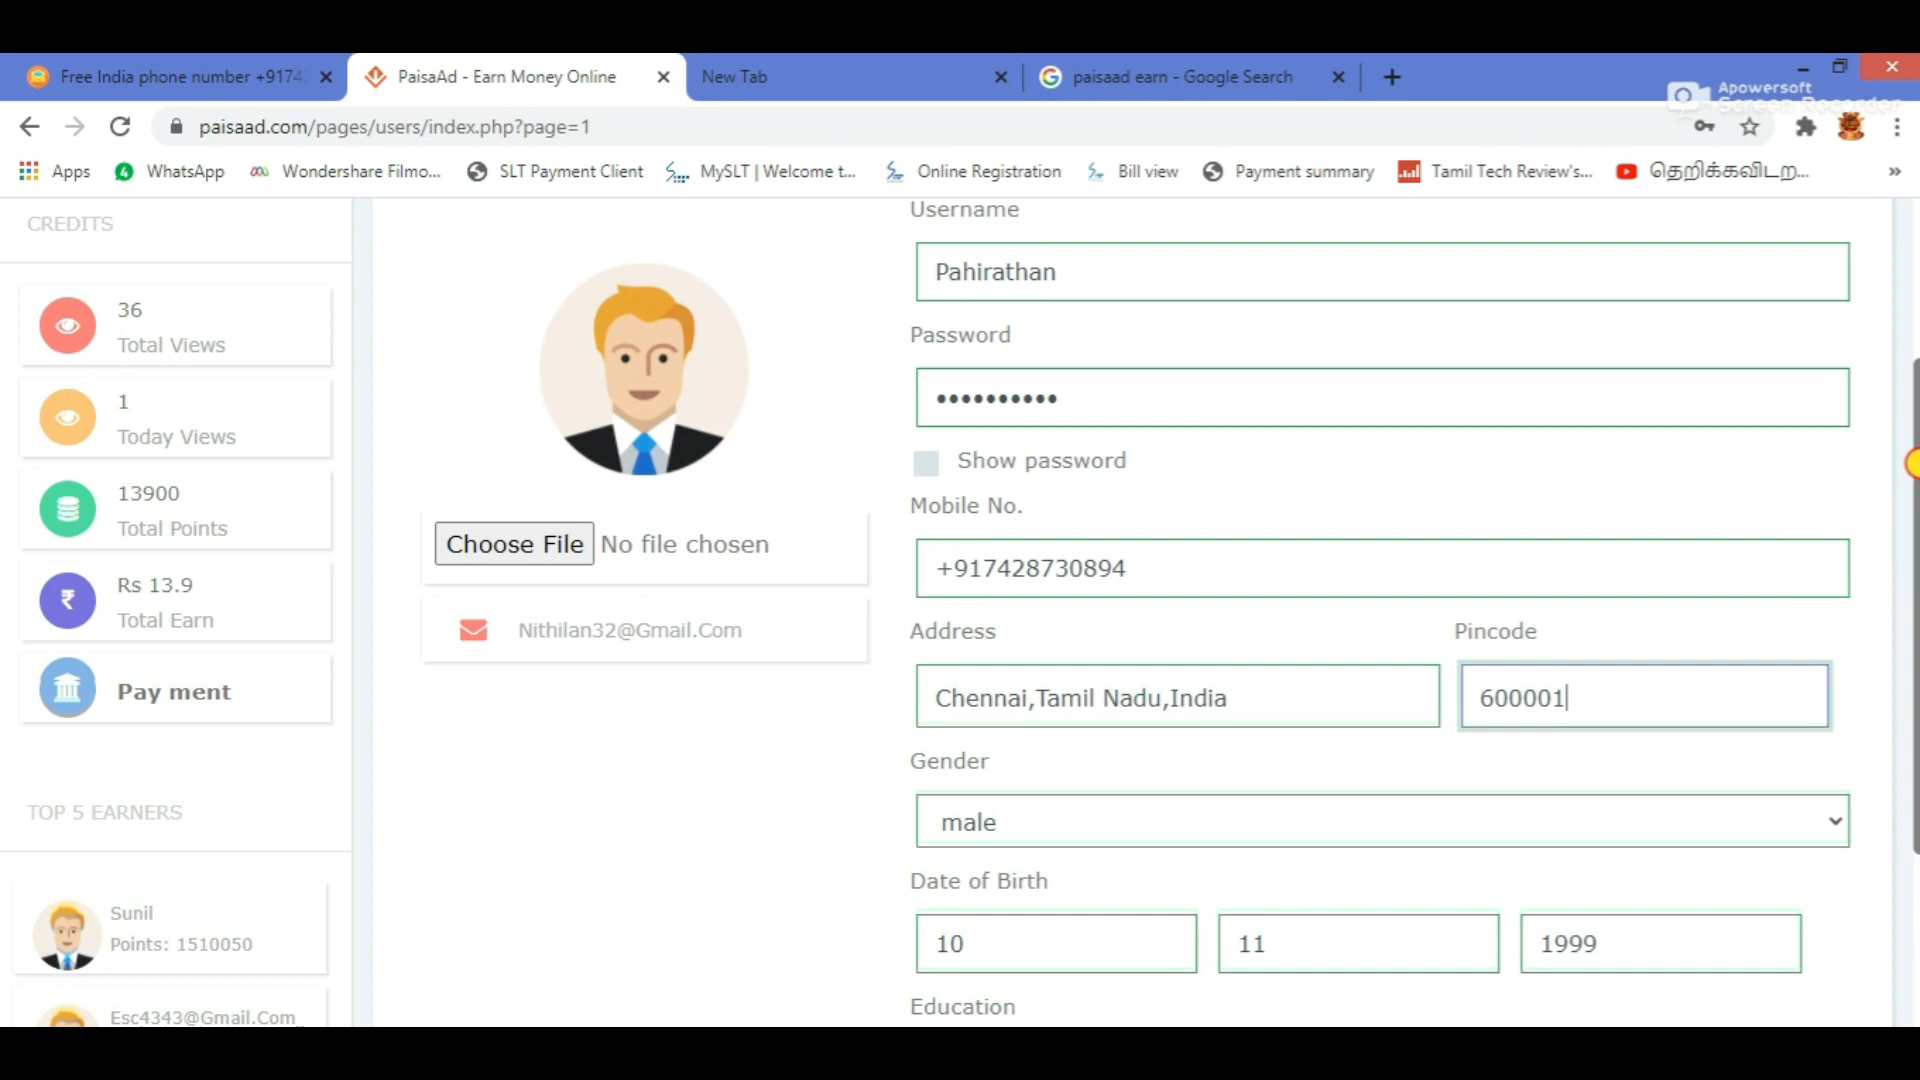 Free India phone number +9174
PaisaAd - Earn Money Online
New Tab
paisaad earn - Google Search
Apowersoft
Screen Recorder
paisaad.com/pages/users/index.php?page=1
Apps
WhatsApp
Wondershare Filmo...
SLT Payment Client
MySLT | Welcome t...
Online Registration
Bill view
Payment summary
Tamil Tech Review's...
தெறிக்கவிடற...
»
CREDITS
36
Total Views
1
Today Views
13900
Total Points
Rs 13.9
Total Earn
Pay ment
TOP 5 EARNERS
Sunil
Points: 1510050
Esc4343@Gmail.Com
Choose File No file chosen
Nithilan32@Gmail.Com
Username
Pahirathan
Password
••••••••••
Show password
Mobile No.
+917428730894
Address
Pincode
Chennai,Tamil Nadu,India
600001
Gender
male
Date of Birth
10
11
1999
Education